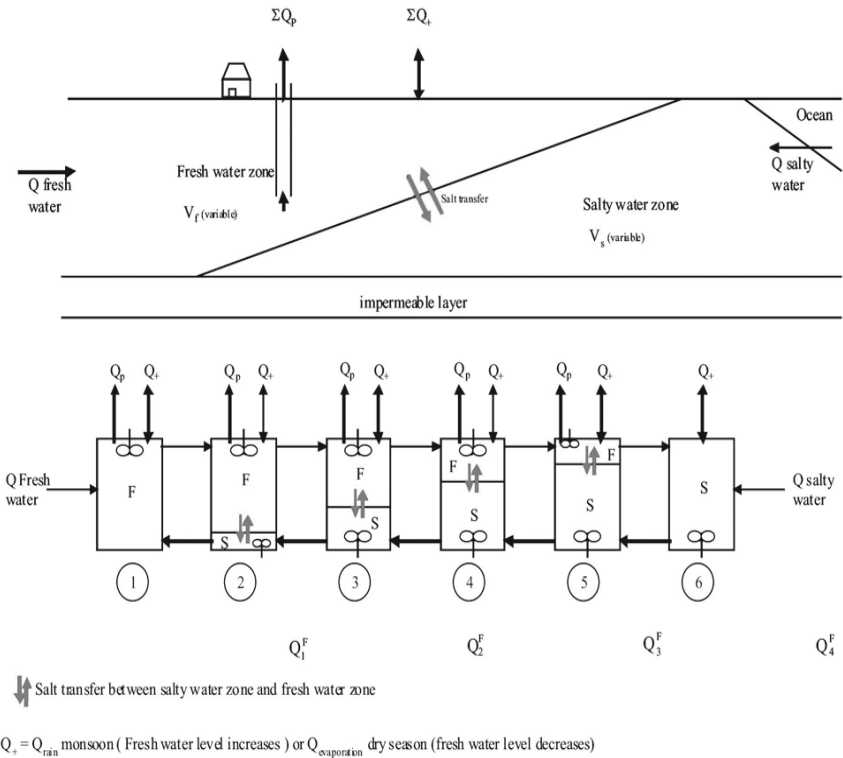 ΣQp ΣQ+
Ocean
Fresh water zone
Q salty
water
Q fresh
water
Salt transfer
Salty water zone
Vf (variable)
Vs (variable)
impermeable layer
Qp Q+ Qp Q+ Qp Q+ Qp Q+ Qp Q+ Q+
F F F F F S
Q Fresh
water
Q salty
water
S S S S
1 2 3 4 5 6
Q1F Q2F Q3F Q4F
Salt transfer between salty water zone and fresh water zone
Q+ = Qrain monsoon ( Fresh water level increases ) or Qevaporation dry season (fresh water level decreases)